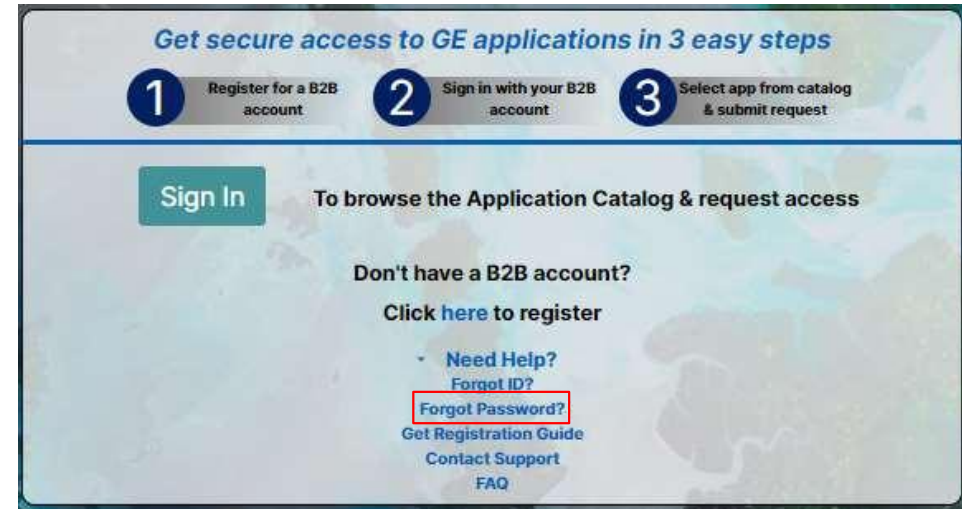 Get secure access to GE applications in 3 easy steps
1 Register for a B2B account
2 Sign in with your B2B account
3 Select app from catalog & submit request
Sign In
To browse the Application Catalog & request access
Don't have a B2B account?
Click here to register
Need Help?
Forgot ID?
Forgot Password?
Get Registration Guide
Contact Support
FAQ